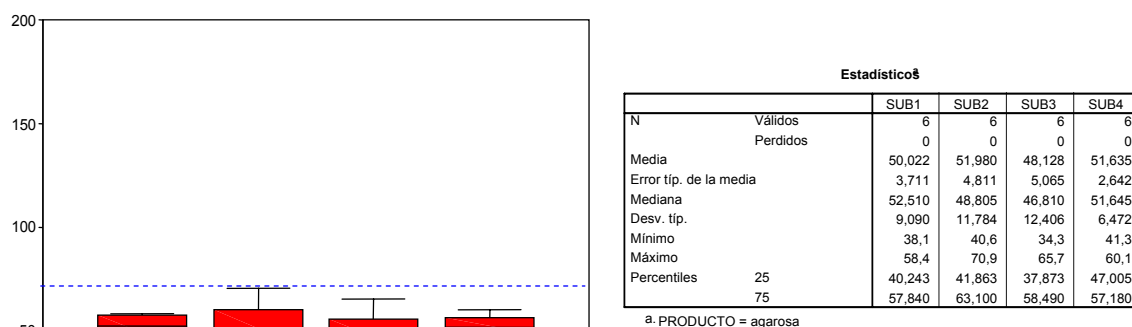 200
150
100
50
Estadísticos a
SUB1 SUB2 SUB3 SUB4
N Válidos 6 6 6 6
Perdidos 0 0 0 0
Media 50,022 51,980 48,128 51,635
Error típ. de la media 3,711 4,811 5,065 2,642
Mediana 52,510 48,805 46,810 51,645
Desv. típ. 9,090 11,784 12,406 6,472
Mínimo 38,1 40,6 34,3 41,3
Máximo 58,4 70,9 65,7 60,1
Percentiles 25 40,243 41,863 37,873 47,005
75 57,840 63,100 58,490 57,180
a. PRODUCTO = agarosa